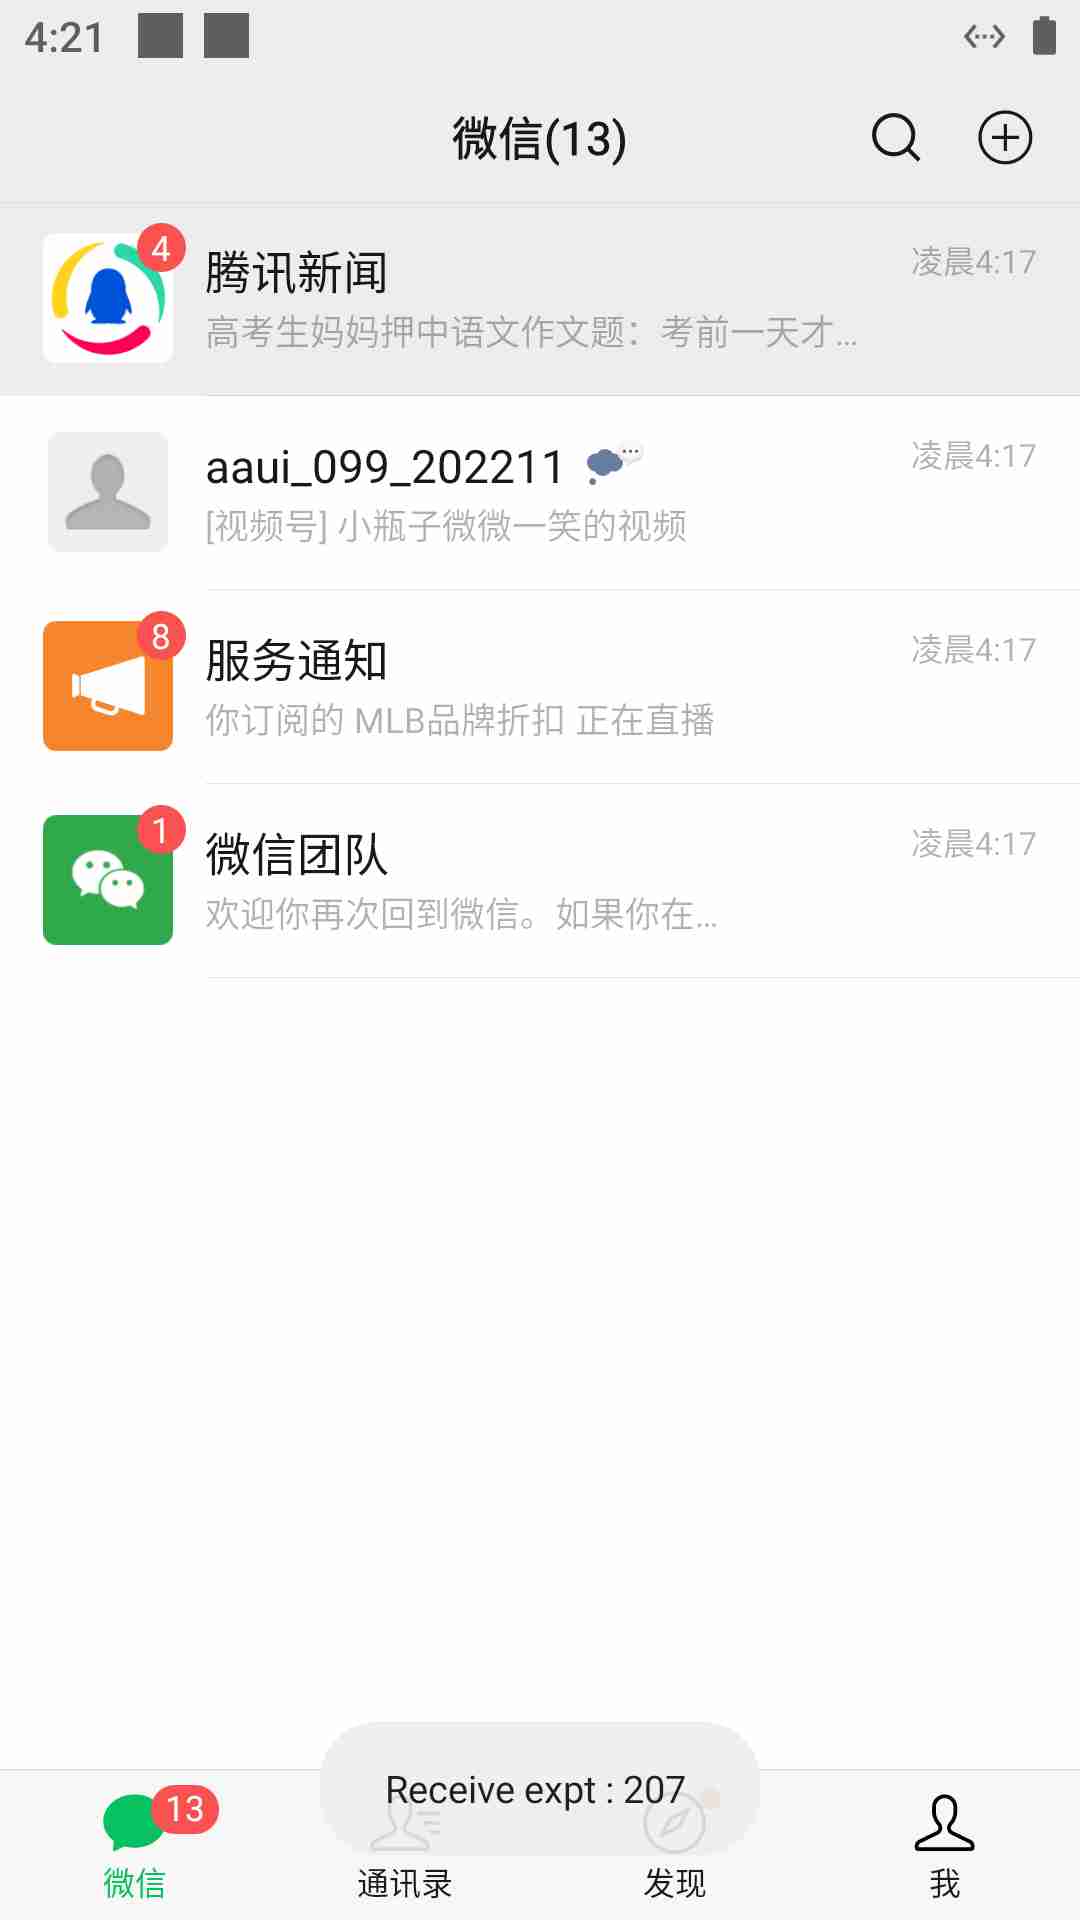 4:21
微信(13)
4
腾讯新闻
凌晨4:17
高考生妈妈押中语文作文题：考前一天才...
aaui_099_202211
凌晨4:17
[视频号] 小瓶子微微一笑的视频
8
服务通知
凌晨4:17
你订阅的 MLB品牌折扣 正在直播
1
微信团队
凌晨4:17
欢迎你再次回到微信。如果你在...
Receive expt : 207
13
微信
通讯录
发现
我